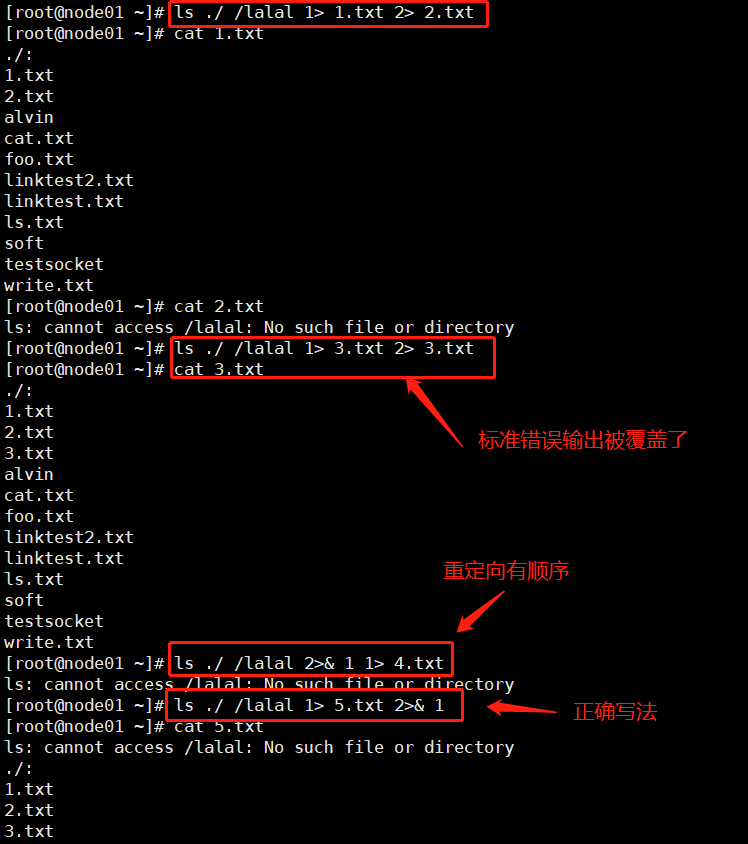 [root@node01 ~]# ls ./ /lalal 1> 1.txt 2> 2.txt
[root@node01 ~]# cat 1.txt
./:
1.txt
2.txt
alvin
cat.txt
foo.txt
linktest2.txt
linktest.txt
ls.txt
soft
testsocket
write.txt
[root@node01 ~]# cat 2.txt
ls: cannot access /lalal: No such file or directory
[root@node01 ~]# ls ./ /lalal 1> 3.txt 2> 3.txt
[root@node01 ~]# cat 3.txt
./:
1.txt
2.txt
3.txt
标准错误输出被覆盖了
alvin
cat.txt
foo.txt
linktest2.txt
linktest.txt
ls.txt
重定向有顺序
soft
testsocket
write.txt
[root@node01 ~]# ls ./ /lalal 2>& 1 1> 4.txt
ls: cannot access /lalal: No such file or directory
[root@node01 ~]# ls ./ /lalal 1> 5.txt 2>& 1
正确写法
[root@node01 ~]# cat 5.txt
ls: cannot access /lalal: No such file or directory
./:
1.txt
2.txt
3.txt